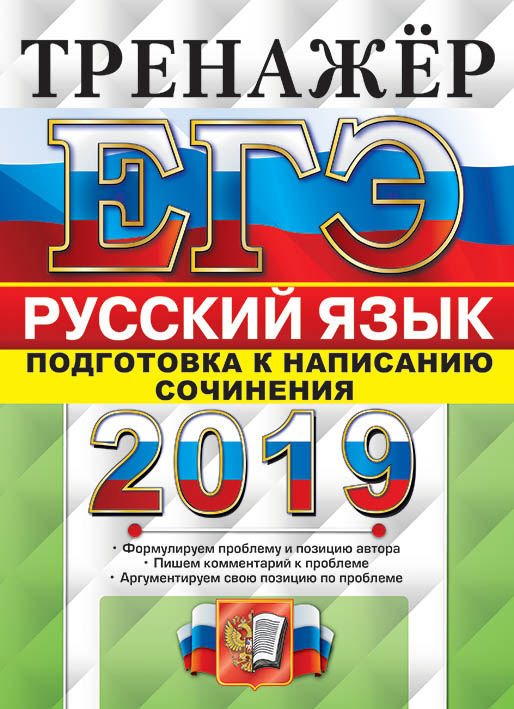 ТРЕНАЖЁР
ЕГЭ
РУССКИЙ ЯЗЫК
ПОДГОТОВКА К НАПИСАНИЮ
СОЧИНЕНИЯ
2019
• Формулируем проблему и позицию автора
• Пишем комментарий к проблеме
• Аргументируем свою позицию по проблеме